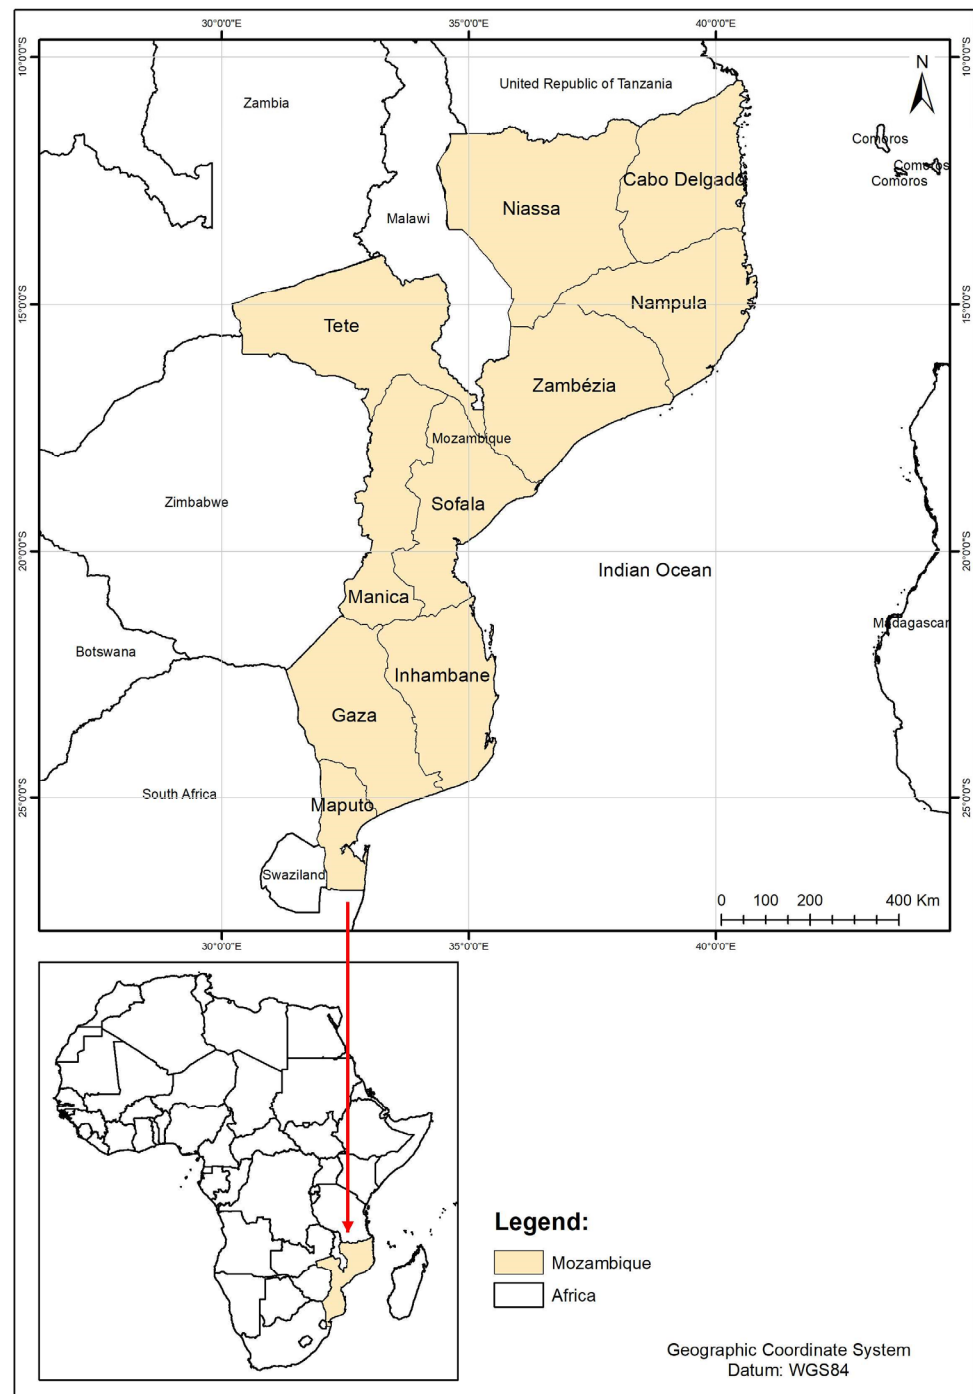 30°0'0"E 35°0'0"E 40°0'0"E
10°0'0"S 10°0'0"S
N
United Republic of Tanzania
Zambia
Comoros
Comoros
Comoros
Cabo Delgado
Niassa
Malawi
Nampula
15°0'0"S 15°0'0"S
Tete
Zambézia
Mozambique
Zimbabwe
Sofala
20°0'0"S 20°0'0"S
Indian Ocean
Manica
Madagascar
Botswana
Inhambane
Gaza
South Africa
25°0'0"S 25°0'0"S
Maputo
Swaziland
0 100 200 400 Km
30°0'0"E 35°0'0"E 40°0'0"E
Legend:
Mozambique
Africa
Geographic Coordinate System
Datum: WGS84